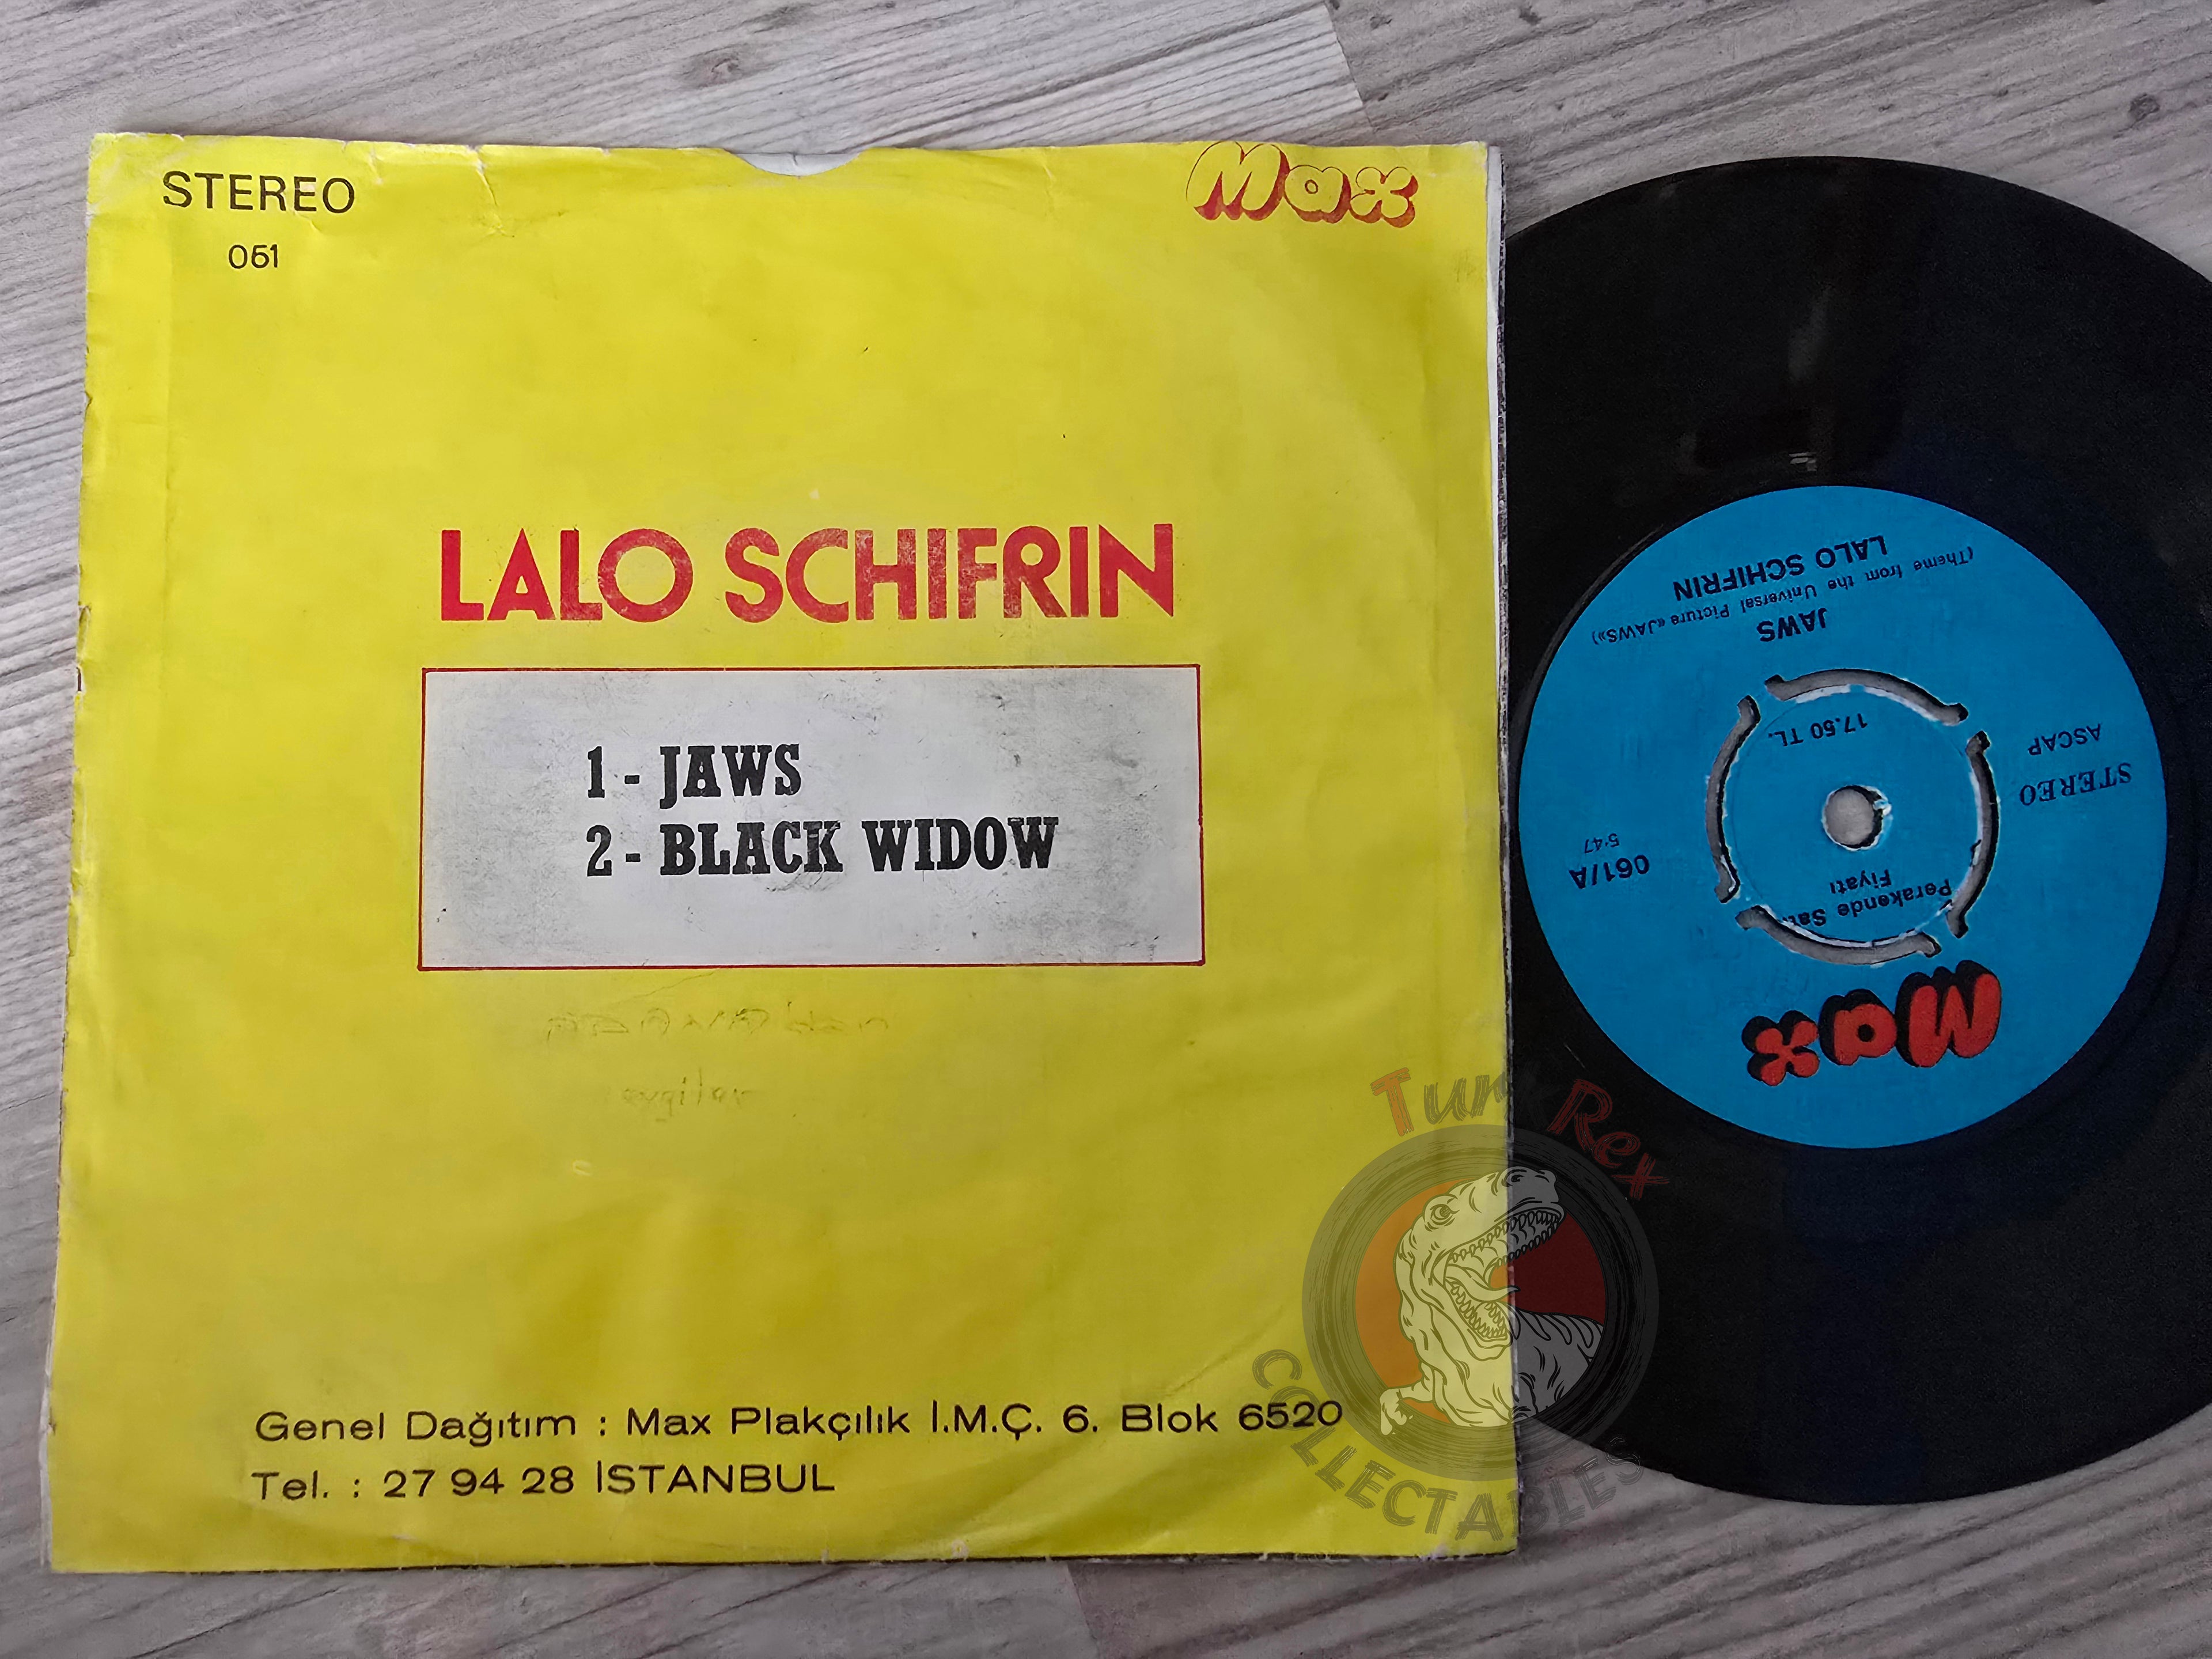 STEREO
061
Max
LALO SCHIFRIN
1 - JAWS
2 - BLACK WIDOW
Genel Dağıtım : Max Plakçılık İ.M.Ç. 6. Blok 6520
Tel. : 27 94 28 İSTANBUL
Max
Perakende
Fiyatı
061/A
5'47
STEREO
ASCAP
17.50 TL.
JAWS
(Theme from the Universal Picture «JAWS»)
LALO SCHIFRIN
Rex
COLLECTABLES